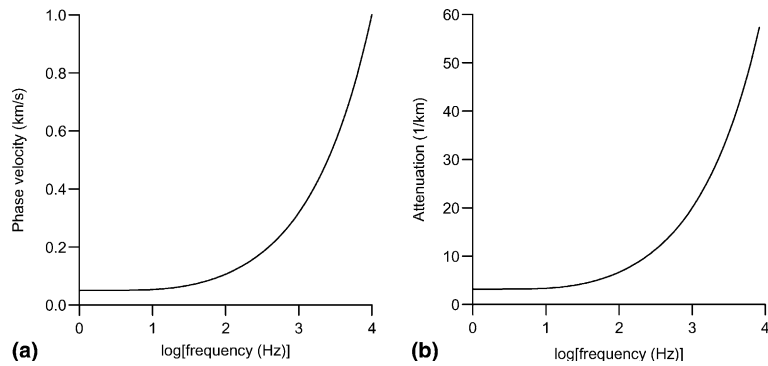 1.0
0.8
0.6
0.4
0.2
0.0
Phase velocity (km/s)
0 1 2 3 4
log[frequency (Hz)]
(a)
60
50
40
30
20
10
0
Attenuation (1/km)
0 1 2 3 4
log[frequency (Hz)]
(b)